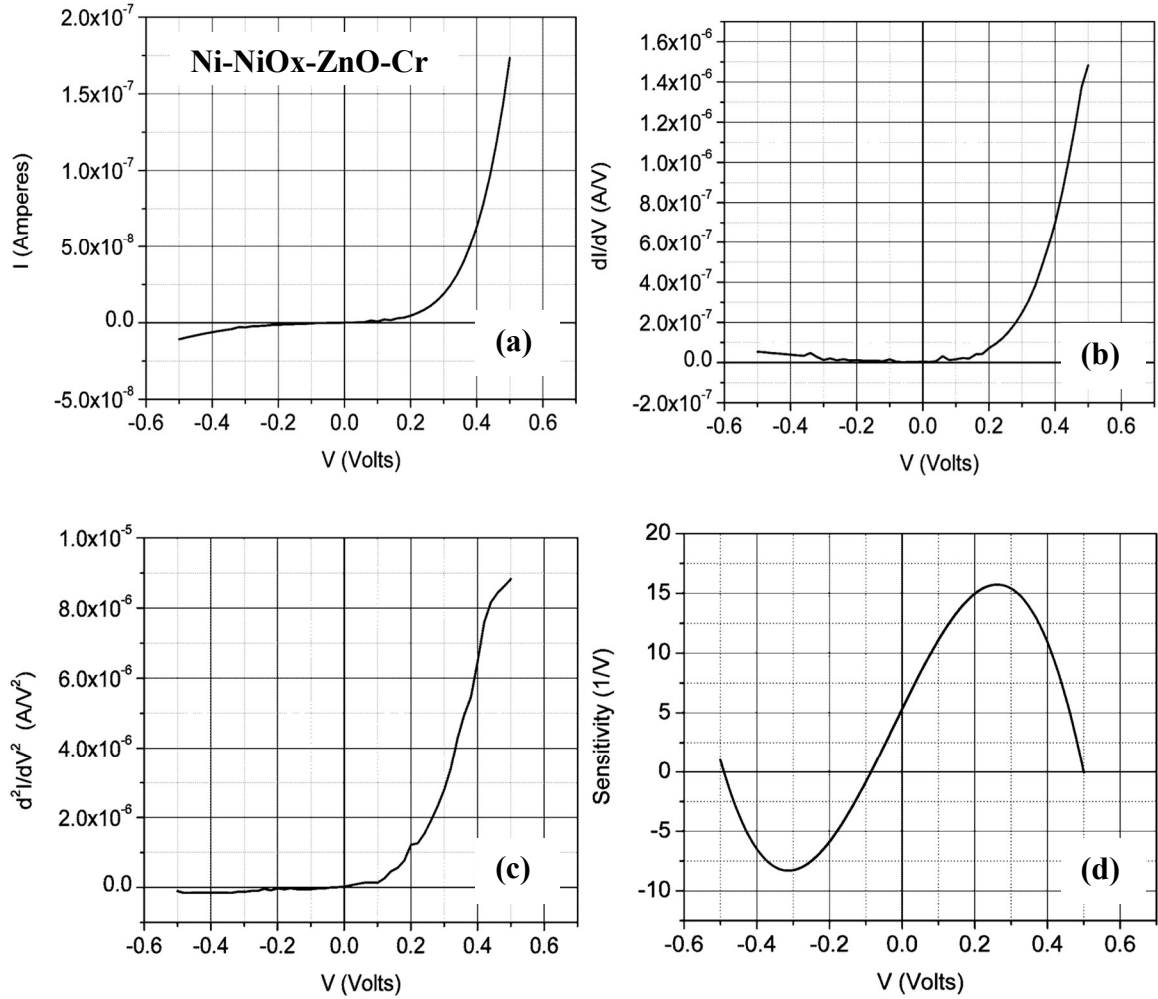 2.0x10⁻⁷
1.5x10⁻⁷
1.0x10⁻⁷
5.0x10⁻⁸
0.0
-5.0x10⁻⁸
I (Amperes)
Ni-NiOx-ZnO-Cr
(a)
-0.6 -0.4 -0.2 0.0 0.2 0.4 0.6
V (Volts)
1.6x10⁻⁶
1.4x10⁻⁶
1.2x10⁻⁶
1.0x10⁻⁶
8.0x10⁻⁷
6.0x10⁻⁷
4.0x10⁻⁷
2.0x10⁻⁷
0.0
-2.0x10⁻⁷
dI/dV (A/V)
(b)
-0.6 -0.4 -0.2 0.0 0.2 0.4 0.6
V (Volts)
1.0x10⁻⁵
8.0x10⁻⁶
6.0x10⁻⁶
4.0x10⁻⁶
2.0x10⁻⁶
0.0
d²I/dV² (A/V²)
(c)
-0.6 -0.4 -0.2 0.0 0.2 0.4 0.6
V (Volts)
20
15
10
5
0
-5
-10
Sensitivity (1/V)
(d)
-0.6 -0.4 -0.2 0.0 0.2 0.4 0.6
V (Volts)